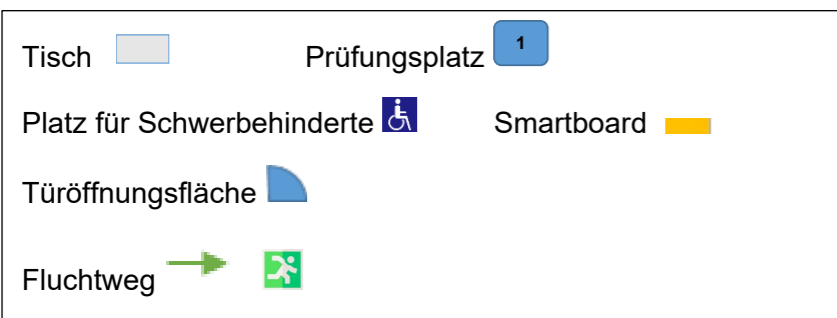 Tisch Prüfungsplatz 1
Platz für Schwerbehinderte Smartboard
Türöffnungsfläche
Fluchtweg